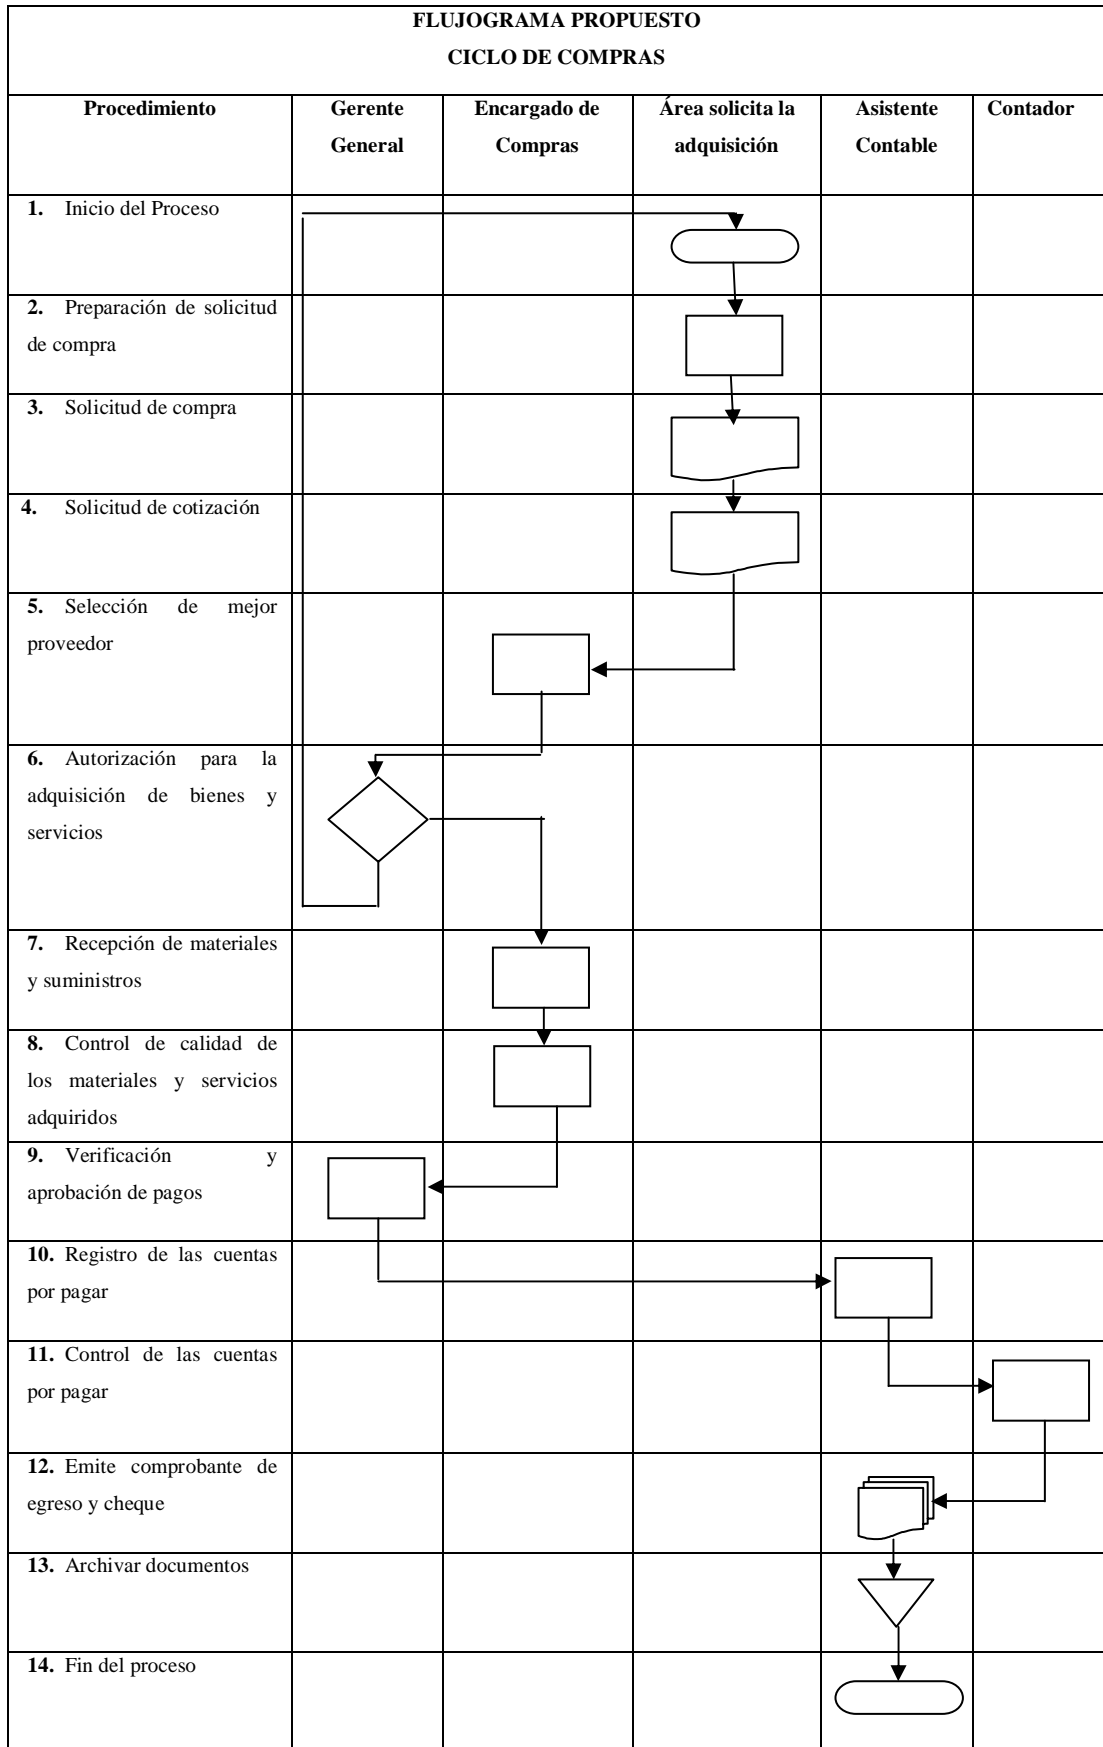 FLUJOGRAMA PROPUESTO
CICLO DE COMPRAS
Procedimiento
Gerente
General
Encargado de
Compras
Área solicita la
adquisición
Asistente
Contable
Contador
1. Inicio del Proceso
2. Preparación de solicitud
de compra
3. Solicitud de compra
4. Solicitud de cotización
5. Selección de mejor
proveedor
6. Autorización para la
adquisición de bienes y
servicios
7. Recepción de materiales
y suministros
8. Control de calidad de
los materiales y servicios
adquiridos
9. Verificación y
aprobación de pagos
10. Registro de las cuentas
por pagar
11. Control de las cuentas
por pagar
12. Emite comprobante de
egreso y cheque
13. Archivar documentos
14. Fin del proceso